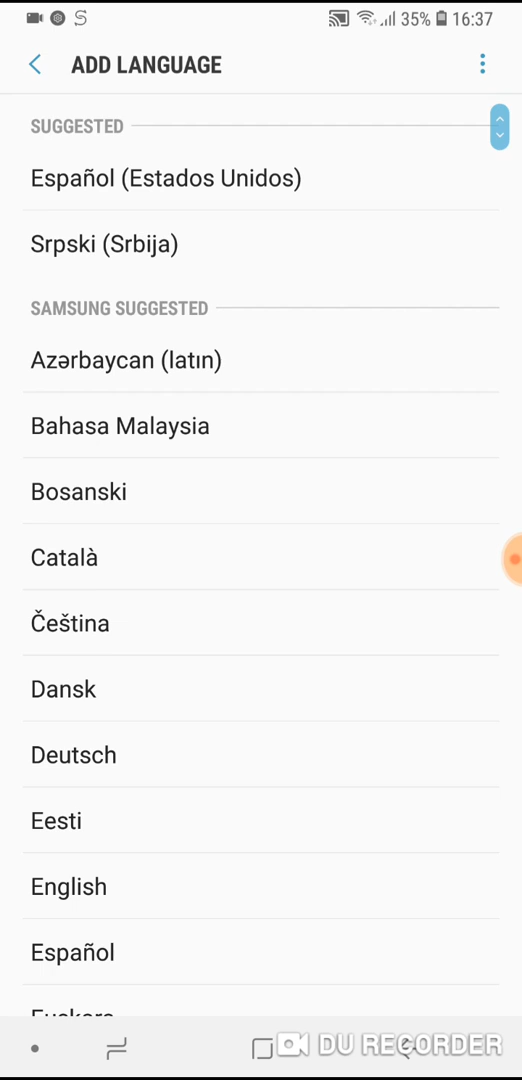 35% 16:37
ADD LANGUAGE
SUGGESTED
Español (Estados Unidos)
Srpski (Srbija)
SAMSUNG SUGGESTED
Azərbaycan (latın)
Bahasa Malaysia
Bosanski
Català
Čeština
Dansk
Deutsch
Eesti
English
Español
Euskara
DU RECORDER